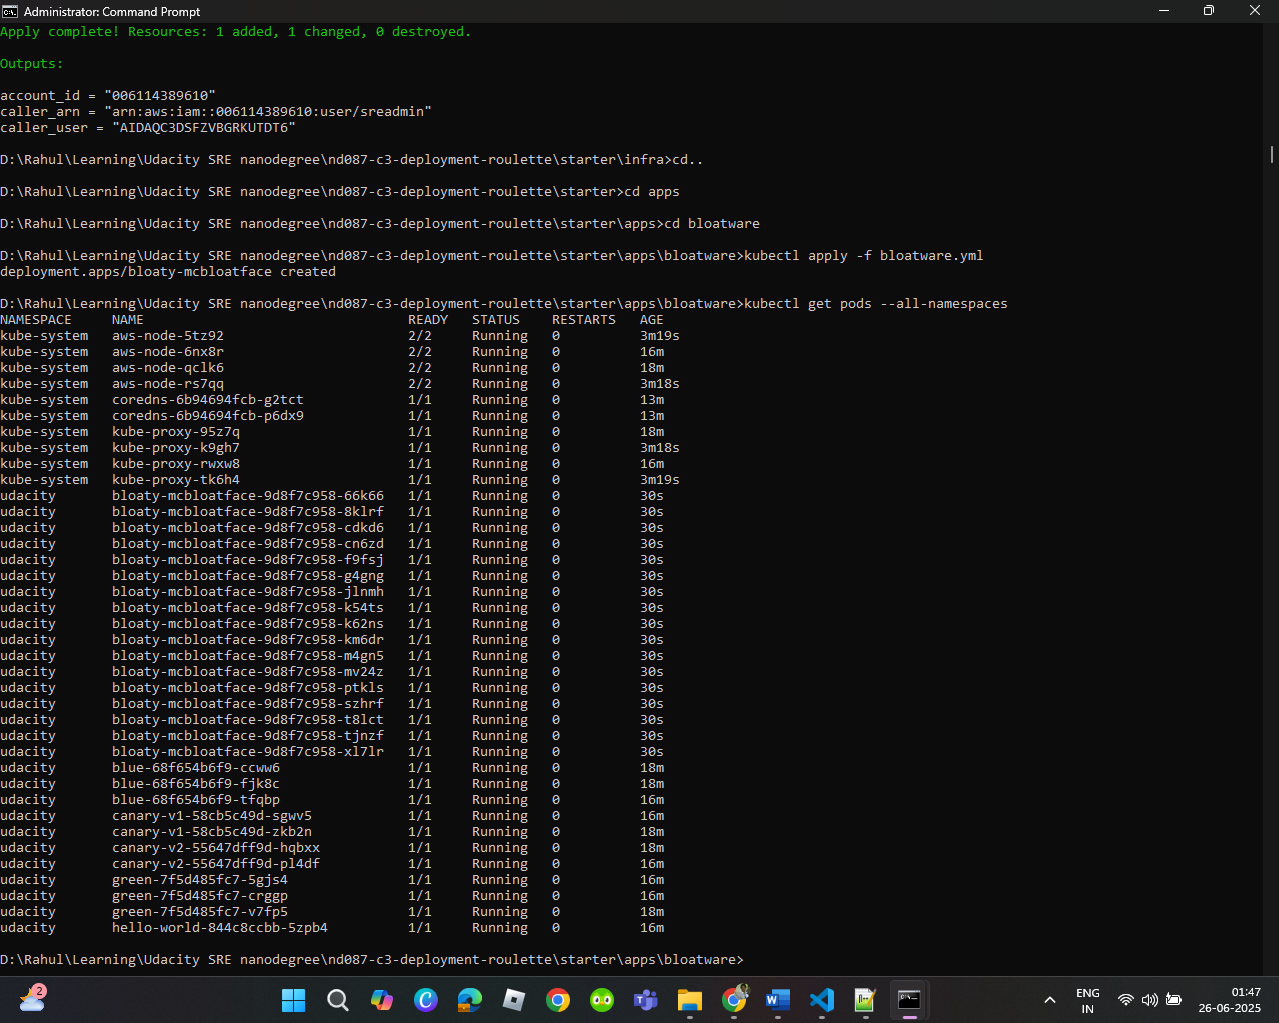 Administrator: Command Prompt
Apply complete! Resources: 1 added, 1 changed, 0 destroyed.
Outputs:
account_id = "006114389610"
caller_arn = "arn:aws:iam::006114389610:user/sreadmin"
caller_user = "AIDAQC3DSFZVBGRKUTDT6"
D:\Rahul\Learning\Udacity SRE nanodegree\nd087-c3-deployment-roulette\starter\infra>cd..
D:\Rahul\Learning\Udacity SRE nanodegree\nd087-c3-deployment-roulette\starter>cd apps
D:\Rahul\Learning\Udacity SRE nanodegree\nd087-c3-deployment-roulette\starter\apps>cd bloatware
D:\Rahul\Learning\Udacity SRE nanodegree\nd087-c3-deployment-roulette\starter\apps\bloatware>kubectl apply -f bloatware.yml
deployment.apps/bloaty-mcbloatface created
D:\Rahul\Learning\Udacity SRE nanodegree\nd087-c3-deployment-roulette\starter\apps\bloatware>kubectl get pods --all-namespaces
NAMESPACE NAME READY STATUS RESTARTS AGE
kube-system aws-node-5tz92 2/2 Running 0 3m19s
kube-system aws-node-6nx8r 2/2 Running 0 16m
kube-system aws-node-qclk6 2/2 Running 0 18m
kube-system aws-node-rs7qq 2/2 Running 0 3m18s
kube-system coredns-6b94694fcb-g2tct 1/1 Running 0 13m
kube-system coredns-6b94694fcb-p6dx9 1/1 Running 0 13m
kube-system kube-proxy-95z7q 1/1 Running 0 18m
kube-system kube-proxy-k9gh7 1/1 Running 0 3m18s
kube-system kube-proxy-rwxw8 1/1 Running 0 16m
kube-system kube-proxy-tk6h4 1/1 Running 0 3m19s
udacity bloaty-mcbloatface-9d8f7c958-66k66 1/1 Running 0 30s
udacity bloaty-mcbloatface-9d8f7c958-8klrf 1/1 Running 0 30s
udacity bloaty-mcbloatface-9d8f7c958-cdkd6 1/1 Running 0 30s
udacity bloaty-mcbloatface-9d8f7c958-cn6zd 1/1 Running 0 30s
udacity bloaty-mcbloatface-9d8f7c958-f9fsj 1/1 Running 0 30s
udacity bloaty-mcbloatface-9d8f7c958-g4gng 1/1 Running 0 30s
udacity bloaty-mcbloatface-9d8f7c958-jlnmh 1/1 Running 0 30s
udacity bloaty-mcbloatface-9d8f7c958-k54ts 1/1 Running 0 30s
udacity bloaty-mcbloatface-9d8f7c958-k62ns 1/1 Running 0 30s
udacity bloaty-mcbloatface-9d8f7c958-km6dr 1/1 Running 0 30s
udacity bloaty-mcbloatface-9d8f7c958-m4gn5 1/1 Running 0 30s
udacity bloaty-mcbloatface-9d8f7c958-mv24z 1/1 Running 0 30s
udacity bloaty-mcbloatface-9d8f7c958-ptkls 1/1 Running 0 30s
udacity bloaty-mcbloatface-9d8f7c958-szhrf 1/1 Running 0 30s
udacity bloaty-mcbloatface-9d8f7c958-t8lct 1/1 Running 0 30s
udacity bloaty-mcbloatface-9d8f7c958-tjnzf 1/1 Running 0 30s
udacity bloaty-mcbloatface-9d8f7c958-xl7lr 1/1 Running 0 30s
udacity blue-68f654b6f9-ccww6 1/1 Running 0 18m
udacity blue-68f654b6f9-fjk8c 1/1 Running 0 18m
udacity blue-68f654b6f9-tfqbp 1/1 Running 0 16m
udacity canary-v1-58cb5c49d-sgwv5 1/1 Running 0 16m
udacity canary-v1-58cb5c49d-zkb2n 1/1 Running 0 18m
udacity canary-v2-55647dff9d-hqbxx 1/1 Running 0 18m
udacity canary-v2-55647dff9d-pl4df 1/1 Running 0 16m
udacity green-7f5d485fc7-5gjs4 1/1 Running 0 16m
udacity green-7f5d485fc7-crggp 1/1 Running 0 16m
udacity green-7f5d485fc7-v7fp5 1/1 Running 0 18m
udacity hello-world-844c8ccbb-5zpb4 1/1 Running 0 16m
D:\Rahul\Learning\Udacity SRE nanodegree\nd087-c3-deployment-roulette\starter\apps\bloatware>
2
ENG
IN
01:47
26-06-2025